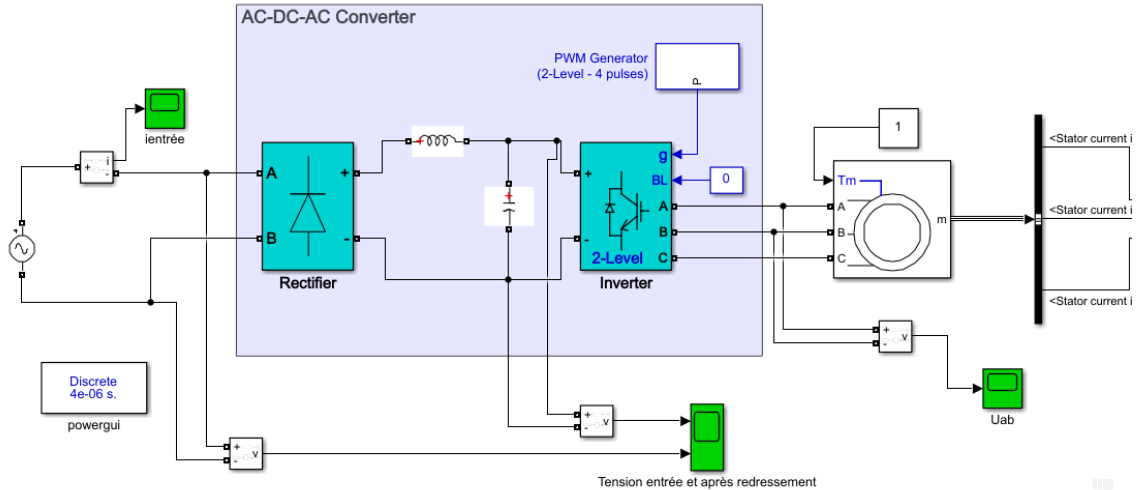 AC-DC-AC Converter
PWM Generator
(2-Level - 4 pulses)
P
ientrée
i
+
-
1
<Stator current i
g
A
+
+
+
BL
0
Tm
+
A
A
<Stator current i
m
B
-
-
B
B
2-Level
C
C
Rectifier
Inverter
<Stator current i
+
-
v
Discrete
4e-06 s.
powergui
Uab
+
-
v
+
-
v
Tension entrée et après redressement